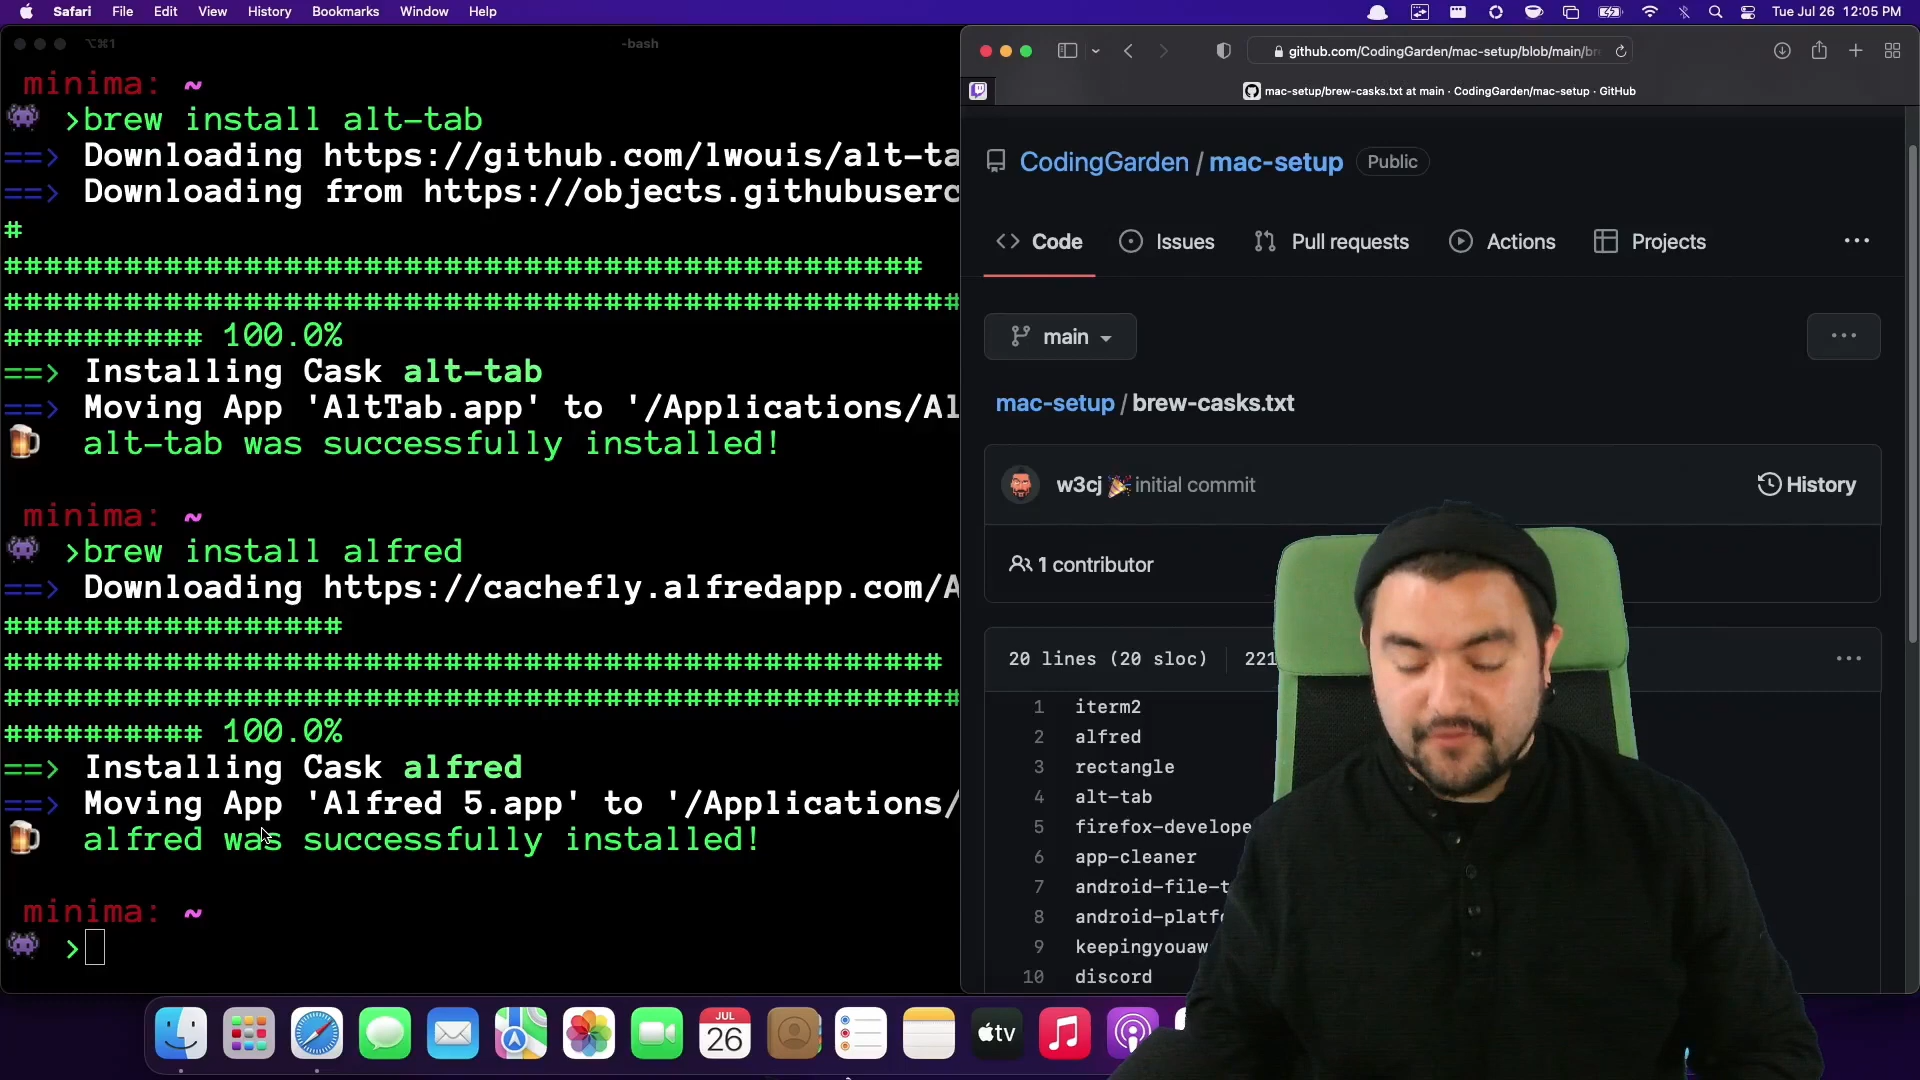 Safari File Edit View History Bookmarks Window Help
Tue Jul 26 12:05 PM
⌥⌘1
-bash
minima: ~
>brew install alt-tab
==> Downloading https://github.com/lwouis/alt-ta
==> Downloading from https://objects.githubuserc
#
##############################################
################################################
########## 100.0%
==> Installing Cask alt-tab
==> Moving App 'AltTab.app' to '/Applications/Al
alt-tab was successfully installed!
minima: ~
>brew install alfred
==> Downloading https://cachefly.alfredapp.com/A
#################
###############################################
################################################
########## 100.0%
==> Installing Cask alfred
==> Moving App 'Alfred 5.app' to '/Applications/
alfred was successfully installed!
minima: ~
>
github.com/CodingGarden/mac-setup/blob/main/br
mac-setup/brew-casks.txt at main · CodingGarden/mac-setup · GitHub
CodingGarden / mac-setup Public
Code Issues Pull requests Actions Projects ...
main
...
mac-setup / brew-casks.txt
w3cj 🎉 initial commit
History
1 contributor
20 lines (20 sloc) 221
...
1 iterm2
2 alfred
3 rectangle
4 alt-tab
5 firefox-develope
6 app-cleaner
7 android-file-t
8 android-platf
9 keepingyouaw
10 discord
JUL
26
tv